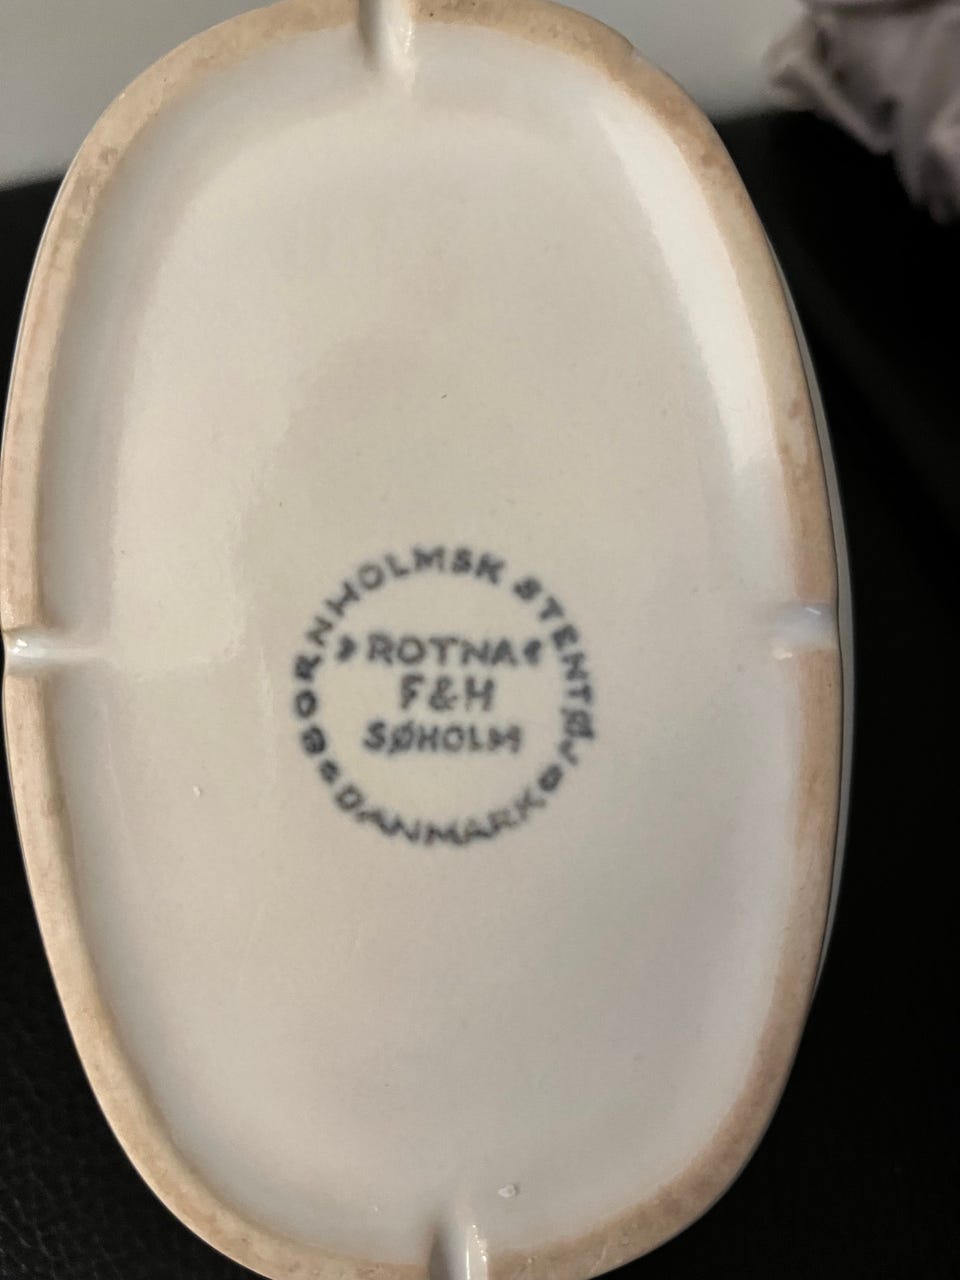 BORNHOLMSK STENTØJ
"ROTNA"
F&H
SØHOLM
DANMARK